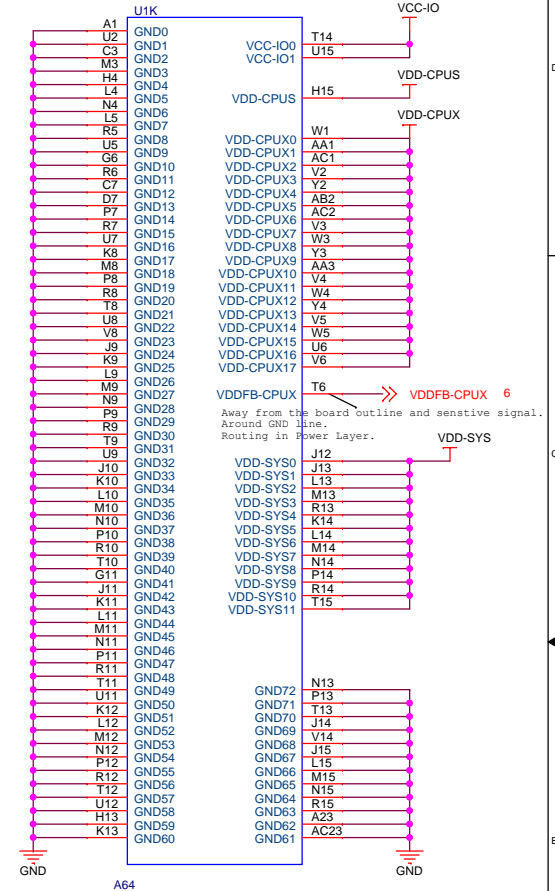 U1K
A1 GND0
U2 GND1
C3 GND2
M3 GND3
H4 GND4
L4 GND5
N4 GND6
L5 GND7
R5 GND8
U5 GND9
G6 GND10
R6 GND11
C7 GND12
D7 GND13
P7 GND14
R7 GND15
U7 GND16
K8 GND17
M8 GND18
P8 GND19
R8 GND20
T8 GND21
U8 GND22
V8 GND23
J9 GND24
K9 GND25
L9 GND26
M9 GND27
N9 GND28
P9 GND29
R9 GND30
T9 GND31
U9 GND32
J10 GND33
K10 GND34
L10 GND35
M10 GND36
N10 GND37
P10 GND38
R10 GND39
T10 GND40
G11 GND41
J11 GND42
K11 GND43
L11 GND44
M11 GND45
N11 GND46
P11 GND47
R11 GND48
T11 GND49
U11 GND50
K12 GND51
L12 GND52
M12 GND53
N12 GND54
P12 GND55
R12 GND56
T12 GND57
U12 GND58
H13 GND59
K13 GND60
GND
A64
VCC-IO
VCC-IO0 T14
VCC-IO1 U15
VDD-CPUS
VDD-CPUS H15
VDD-CPUX
VDD-CPUX0 W1
VDD-CPUX1 AA1
VDD-CPUX2 AC1
VDD-CPUX3 V2
VDD-CPUX4 Y2
VDD-CPUX5 AB2
VDD-CPUX6 AC2
VDD-CPUX7 V3
VDD-CPUX8 W3
VDD-CPUX9 Y3
VDD-CPUX10 AA3
VDD-CPUX11 V4
VDD-CPUX12 W4
VDD-CPUX13 Y4
VDD-CPUX14 V5
VDD-CPUX15 W5
VDD-CPUX16 U6
VDD-CPUX17 V6
VDDFB-CPUX T6 VDDFB-CPUX 6
Away from the board outline and senstive signal.
Around GND line.
Routing in Power Layer.
VDD-SYS
VDD-SYS0 J12
VDD-SYS1 J13
VDD-SYS2 L13
VDD-SYS3 M13
VDD-SYS4 R13
VDD-SYS5 K14
VDD-SYS6 L14
VDD-SYS7 M14
VDD-SYS8 N14
VDD-SYS9 P14
VDD-SYS10 R14
VDD-SYS11 T15
GND72 N13
GND71 P13
GND70 T13
GND69 J14
GND68 V14
GND67 J15
GND66 L15
GND65 M15
GND64 N15
GND63 R15
GND62 A23
GND61 AC23
GND